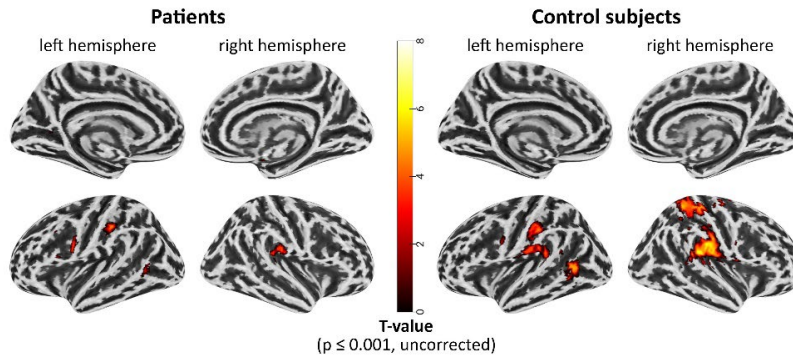 Patients
Control subjects
left hemisphere
right hemisphere
left hemisphere
right hemisphere
8
6
4
2
0
T-value
(p ≤ 0.001, uncorrected)